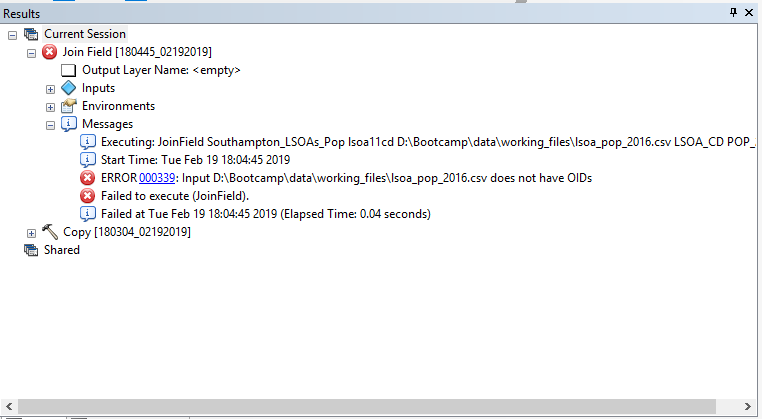 Results
Current Session
Join Field [180445_02192019]
Output Layer Name: <empty>
Inputs
Environments
Messages
Executing: JoinField Southampton_LSOAs_Pop lsoa11cd D:\Bootcamp\data\working_files\lsoa_pop_2016.csv LSOA_CD POP_
Start Time: Tue Feb 19 18:04:45 2019
ERROR 000339: Input D:\Bootcamp\data\working_files\lsoa_pop_2016.csv does not have OIDs
Failed to execute (JoinField).
Failed at Tue Feb 19 18:04:45 2019 (Elapsed Time: 0.04 seconds)
Copy [180304_02192019]
Shared